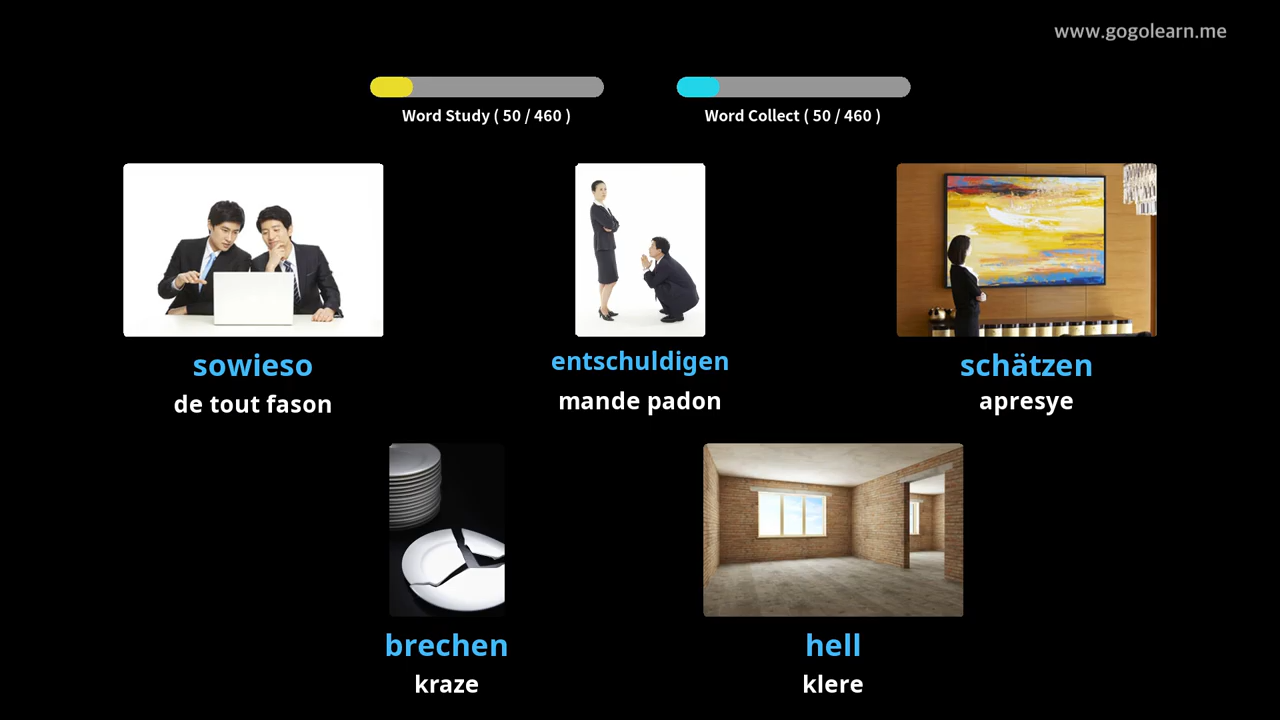 www.gogolearn.me
Word Study ( 50 / 460 )
Word Collect ( 50 / 460 )
sowieso
de tout fason
entschuldigen
mande padon
schätzen
apresye
brechen
kraze
hell
klere